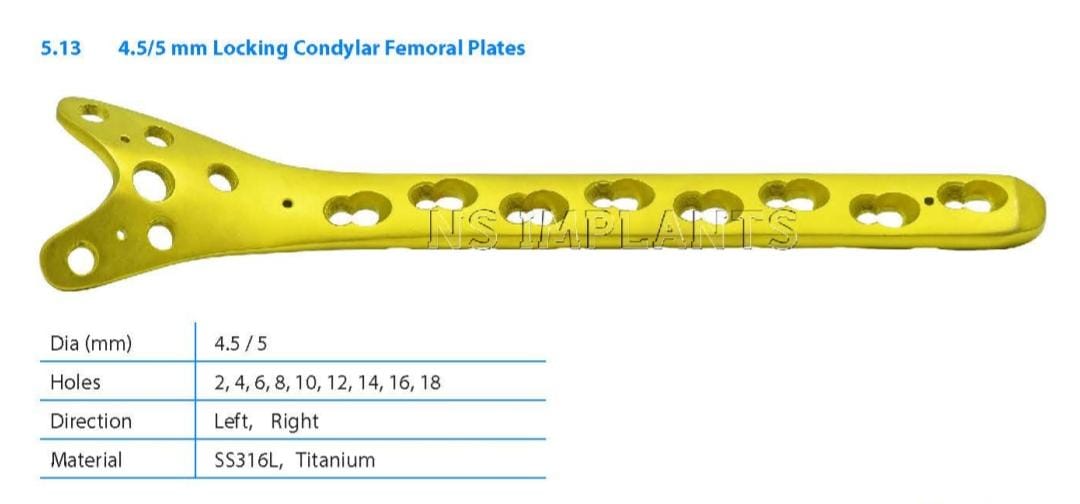 5.13 4.5/5 mm Locking Condylar Femoral Plates
NS IMPLANTS
Dia (mm) 4.5 / 5
Holes 2, 4, 6, 8, 10, 12, 14, 16, 18
Direction Left, Right
Material SS316L, Titanium